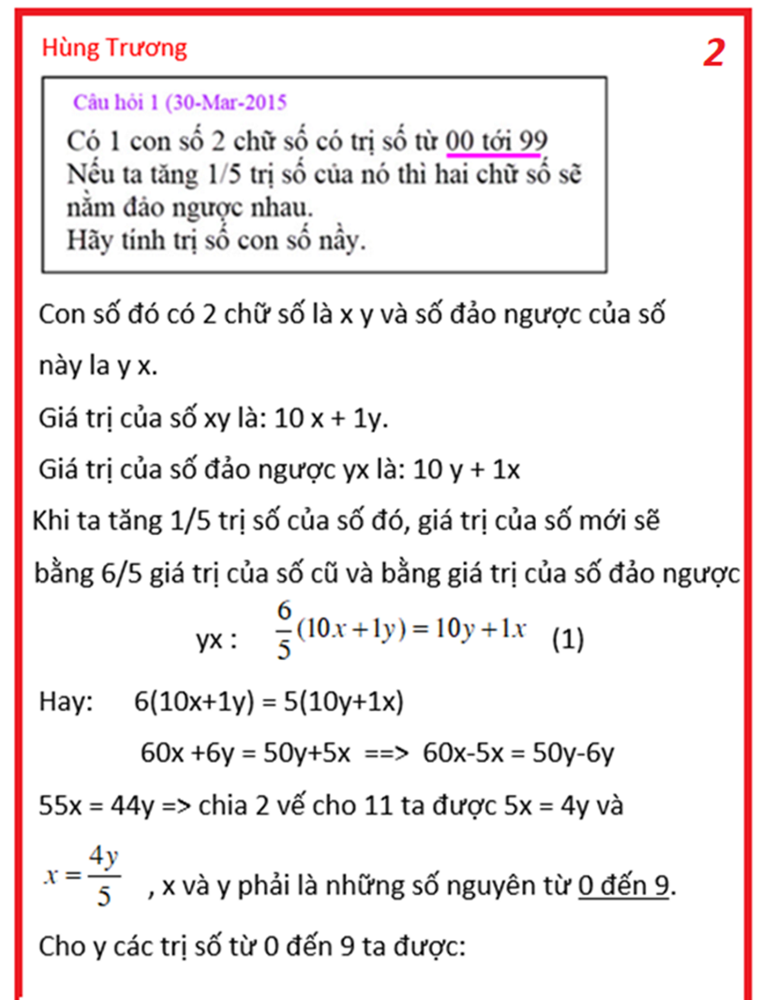 Hùng Trương
2
Câu hỏi 1 (30-Mar-2015
Có 1 con số 2 chữ số có trị số từ 00 tới 99
Nếu ta tăng 1/5 trị số của nó thì hai chữ số sẽ
nằm đảo ngược nhau.
Hãy tính trị số con số nầy.
Con số đó có 2 chữ số là x y và số đảo ngược của số
này la y x.
Giá trị của số xy là: 10 x + 1y.
Giá trị của số đảo ngược yx là: 10 y + 1x
Khi ta tăng 1/5 trị số của số đó, giá trị của số mới sẽ
bằng 6/5 giá trị của số cũ và bằng giá trị của số đảo ngược
yx : 6/5 (10x+1y)=10y+1x (1)
Hay: 6(10x+1y) = 5(10y+1x)
60x +6y = 50y+5x ==> 60x-5x = 50y-6y
55x = 44y => chia 2 vế cho 11 ta được 5x = 4y và
x = 4y/5 , x và y phải là những số nguyên từ 0 đến 9.
Cho y các trị số từ 0 đến 9 ta được: